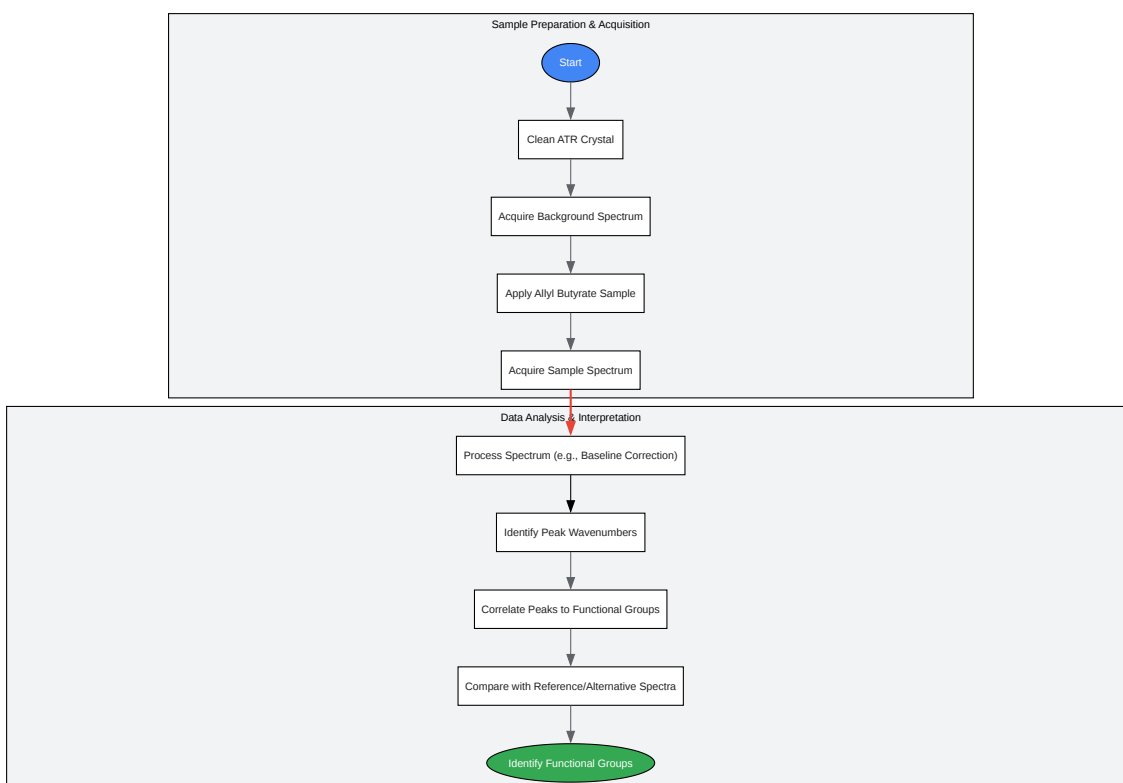 Sample Preparation & Acquisition
Start
Clean ATR Crystal
Acquire Background Spectrum
Apply Allyl Butyrate Sample
Acquire Sample Spectrum
Data Analysis & Interpretation
Process Spectrum (e.g., Baseline Correction)
Identify Peak Wavenumbers
Correlate Peaks to Functional Groups
Compare with Reference/Alternative Spectra
Identify Functional Groups